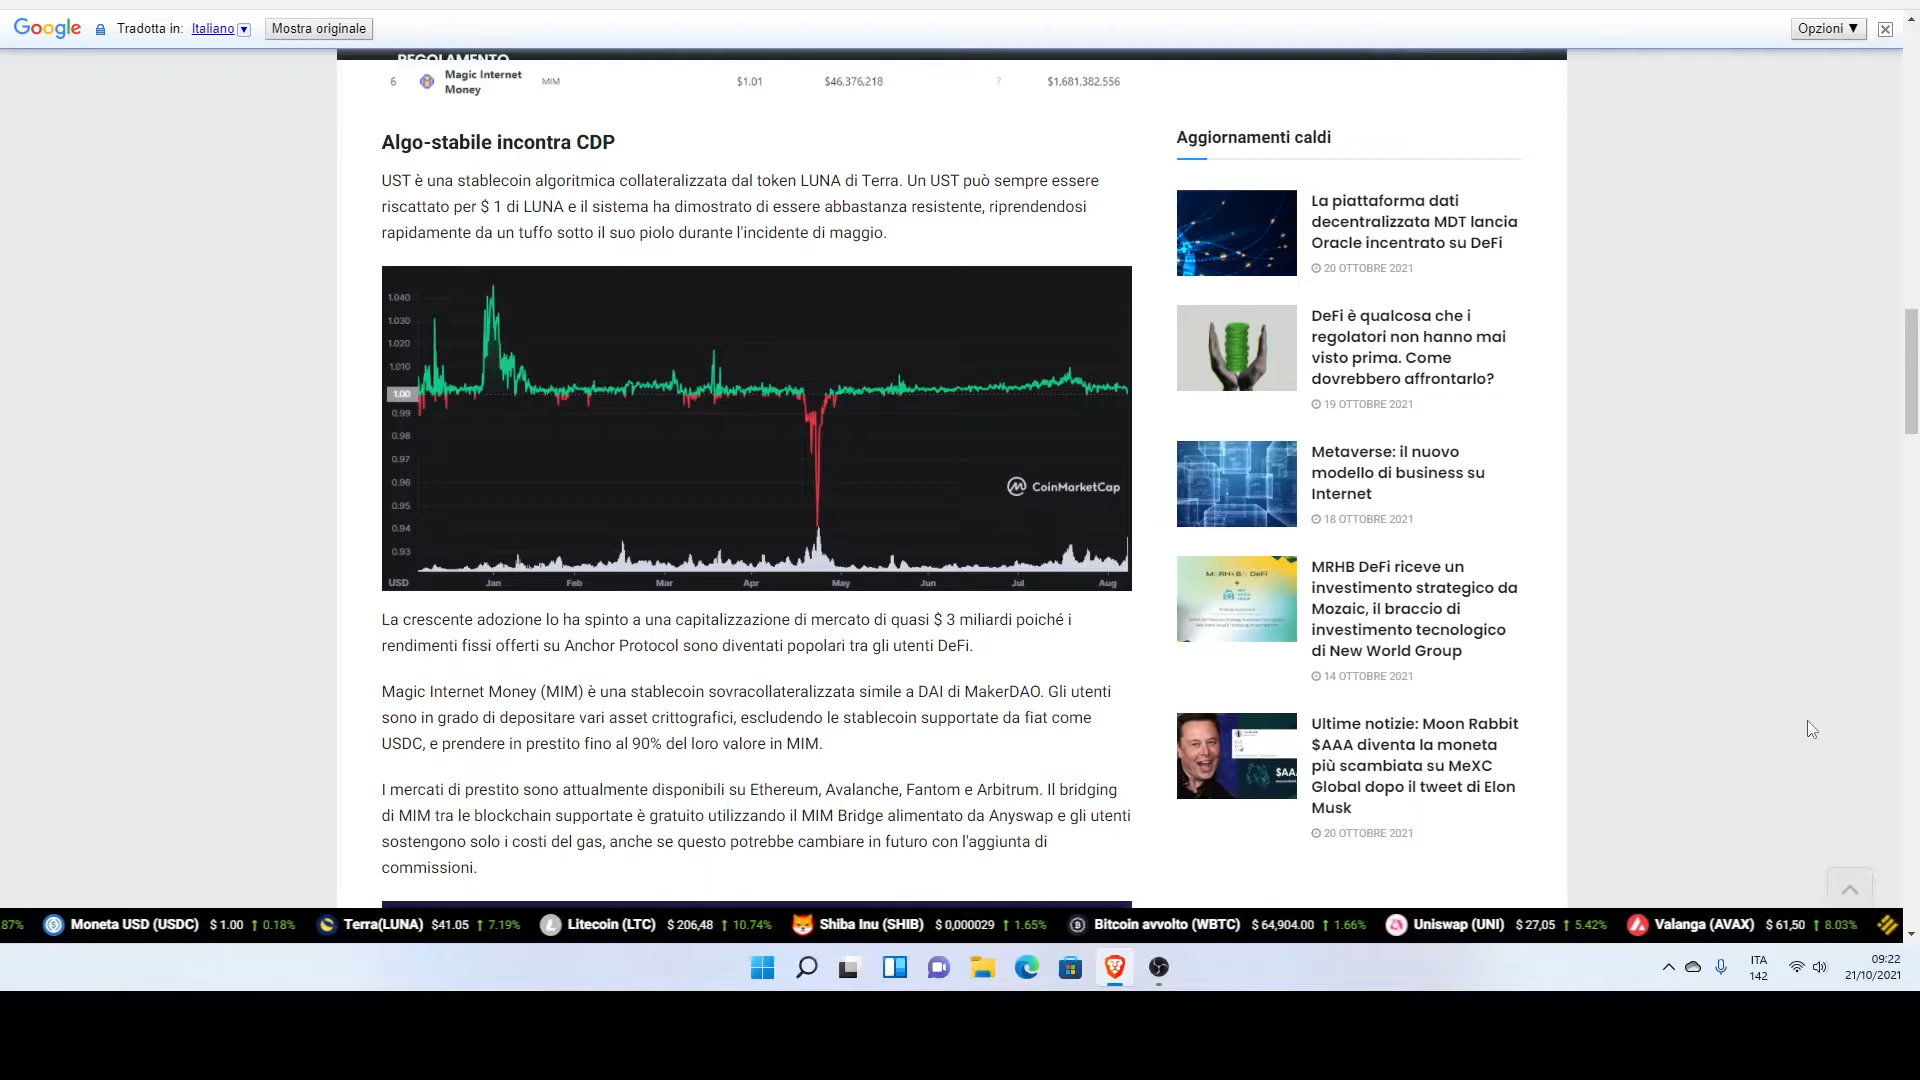 Google Tradotta in: Italiano ▼ Mostra originale Opzioni ▼
6 Magic Internet Money MIM $1.01 $46,376,218 7 $1,681,382,556
Algo-stabile incontra CDP
UST è una stablecoin algoritmica collateralizzata dal token LUNA di Terra. Un UST può sempre essere
riscattato per $ 1 di LUNA e il sistema ha dimostrato di essere abbastanza resistente, riprendendosi
rapidamente da un tuffo sotto il suo piolo durante l'incidente di maggio.
1.040
1.030
1.020
1.010
1.00
0.99
0.98
0.97
0.96
0.95
0.94
0.93
CoinMarketCap
USD Jan Feb Mar Apr May Jun Jul Aug
La crescente adozione lo ha spinto a una capitalizzazione di mercato di quasi $ 3 miliardi poiché i
rendimenti fissi offerti su Anchor Protocol sono diventati popolari tra gli utenti DeFi.
Magic Internet Money (MIM) è una stablecoin sovracollateralizzata simile a DAI di MakerDAO. Gli utenti
sono in grado di depositare vari asset crittografici, escludendo le stablecoin supportate da fiat come
USDC, e prendere in prestito fino al 90% del loro valore in MIM.
I mercati di prestito sono attualmente disponibili su Ethereum, Avalanche, Fantom e Arbitrum. Il bridging
di MIM tra le blockchain supportate è gratuito utilizzando il MIM Bridge alimentato da Anyswap e gli utenti
sostengono solo i costi del gas, anche se questo potrebbe cambiare in futuro con l'aggiunta di
commissioni.
Aggiornamenti caldi
La piattaforma dati
decentralizzata MDT lancia
Oracle incentrato su DeFi
20 OTTOBRE 2021
DeFi è qualcosa che i
regolatori non hanno mai
visto prima. Come
dovrebbero affrontarlo?
19 OTTOBRE 2021
Metaverse: il nuovo
modello di business su
Internet
18 OTTOBRE 2021
MRHB DeFi riceve un
investimento strategico da
Mozaic, il braccio di
investimento tecnologico
di New World Group
14 OTTOBRE 2021
Ultime notizie: Moon Rabbit
$AAA diventa la moneta
più scambiata su MeXC
Global dopo il tweet di Elon
Musk
20 OTTOBRE 2021
87% Moneta USD (USDC) $ 1.00 ↑ 0.18% Terra(LUNA) $41.05 ↑ 7.19% Litecoin (LTC) $ 206,48 ↑ 10.74% Shiba Inu (SHIB) $ 0,000029 ↑ 1.65% Bitcoin avvolto (WBTC) $ 64,904.00 ↑ 1.66% Uniswap (UNI) $ 27,05 ↑ 5.42% Valanga (AVAX) $ 61,50 ↑ 8.03%
ITA
142
09:22
21/10/2021